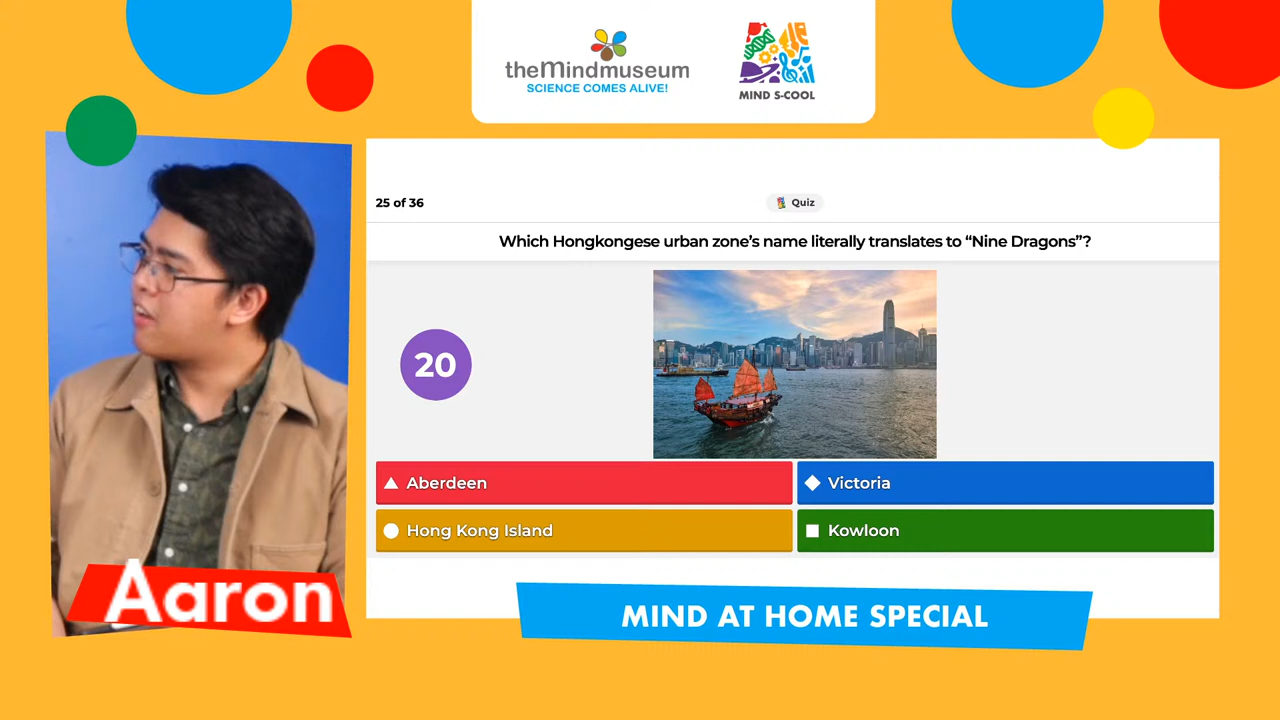 theMindmuseum
SCIENCE COMES ALIVE!
MIND S-COOL
25 of 36
Quiz
Which Hongkongese urban zone's name literally translates to “Nine Dragons”?
20
Aberdeen
Victoria
Hong Kong Island
Kowloon
Aaron
MIND AT HOME SPECIAL